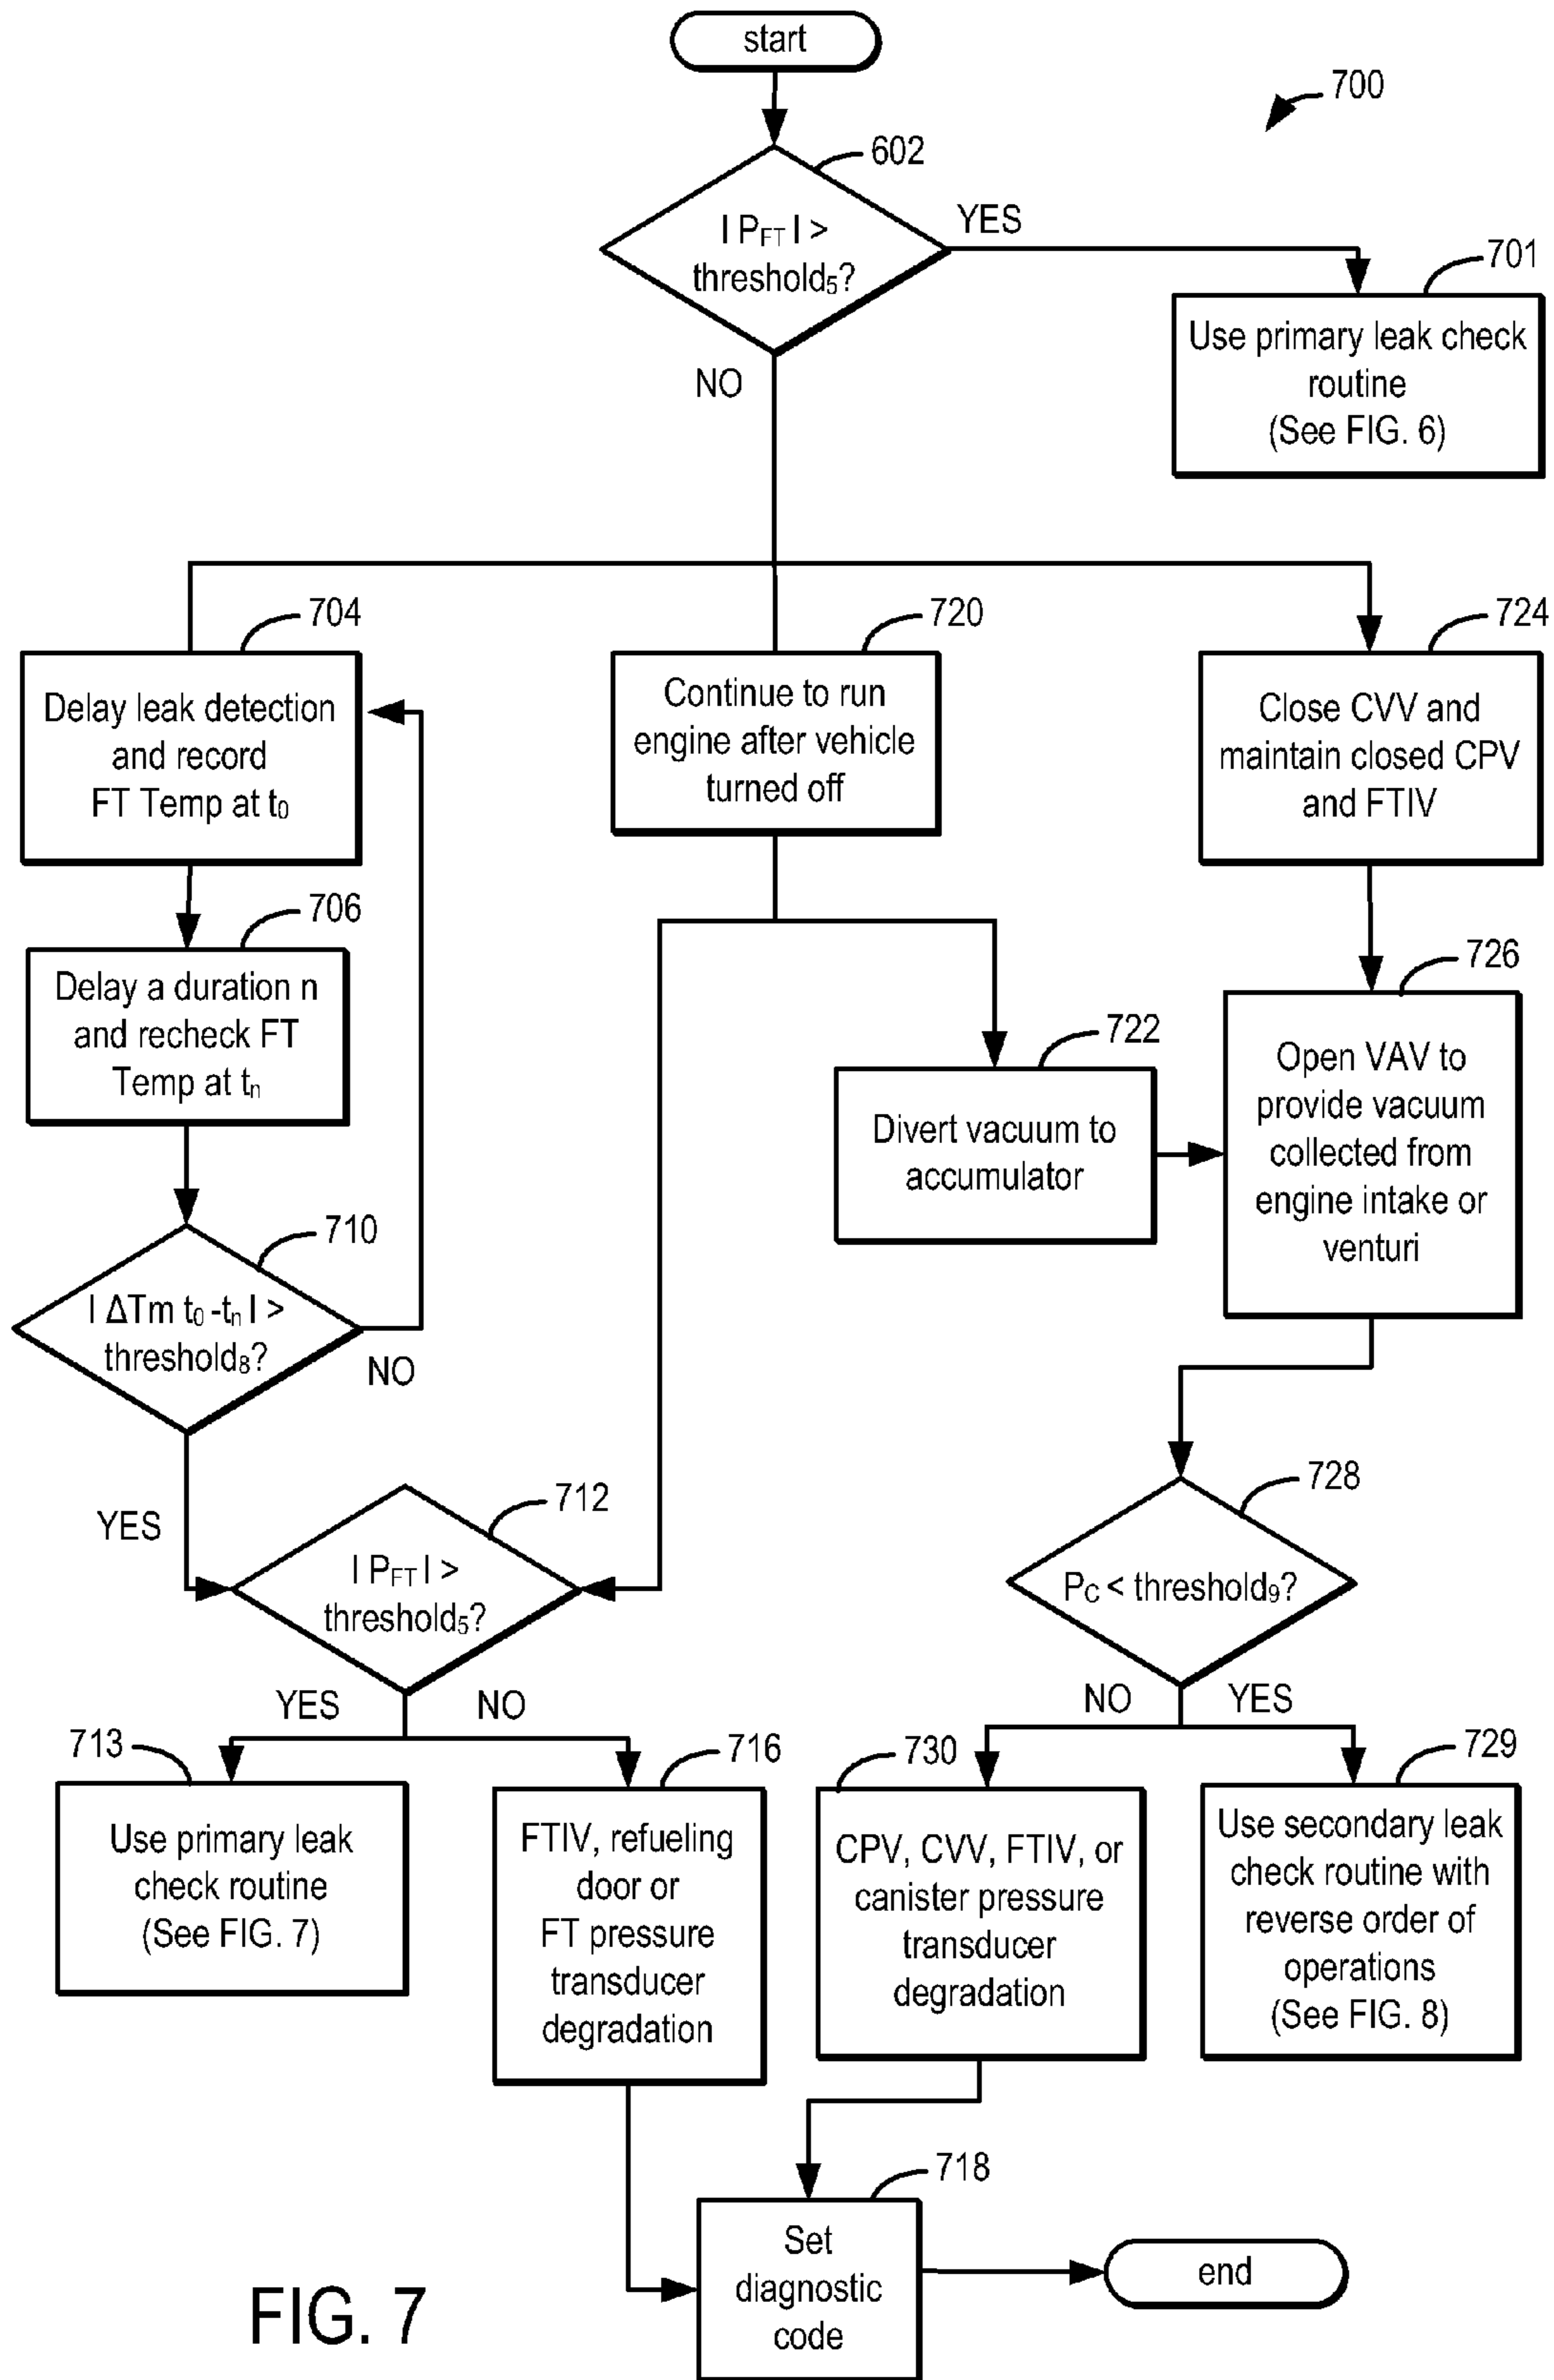 start
700
602
| P_FT | >
threshold₅?
YES
NO
701
Use primary leak check
routine
(See FIG. 6)
704
Delay leak detection
and record
FT Temp at t₀
720
Continue to run
engine after vehicle
turned off
724
Close CVV and
maintain closed CPV
and FTIV
706
Delay a duration n
and recheck FT
Temp at tₙ
722
Divert vacuum to
accumulator
726
Open VAV to
provide vacuum
collected from
engine intake or
venturi
710
| ΔTm t₀ -tₙ | >
threshold₈?
NO
YES
712
| P_FT | >
threshold₅?
YES
NO
728
P_C < threshold₉?
NO
YES
713
Use primary leak
check routine
(See FIG. 7)
716
FTIV, refueling
door or
FT pressure
transducer
degradation
730
CPV, CVV, FTIV, or
canister pressure
transducer
degradation
729
Use secondary leak
check routine with
reverse order of
operations
(See FIG. 8)
718
Set
diagnostic
code
end
FIG. 7